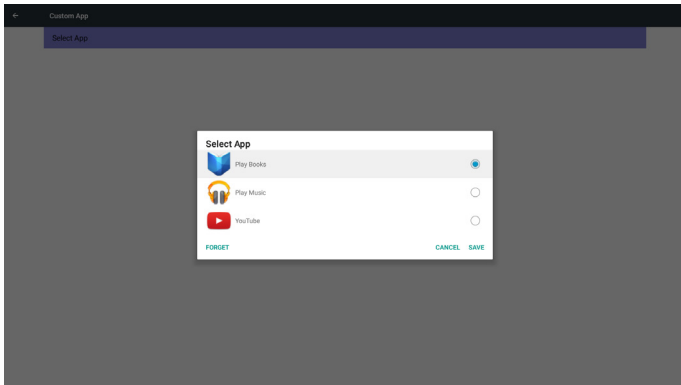 Custom App
Select App
Select App
Play Books
Play Music
YouTube
FORGET CANCEL SAVE